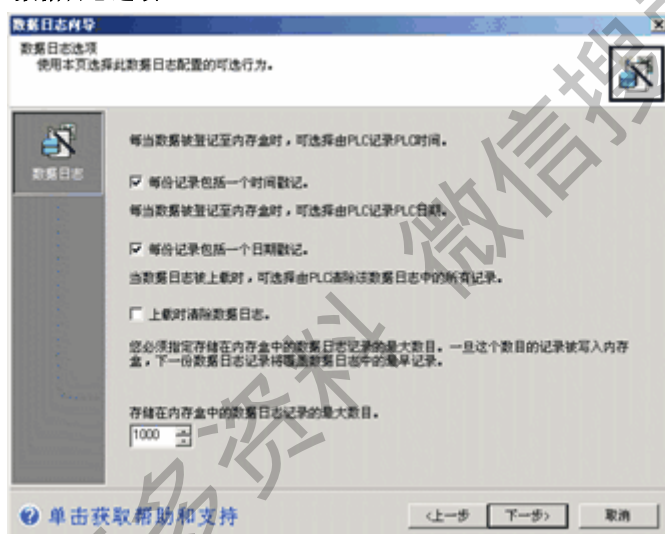 数据日志向导
数据日志选项
使用本页选择此数据日志配置的可选行为。
数据日志
每当数据被登记至内存盒时，可选择由PLC记录PLC时间。
每份记录包括一个时间戳记。
每当数据被登记至内存盒时，可选择由PLC记录PLC日期。
每份记录包括一个日期戳记。
当数据日志被上载时，可选择由PLC清除该数据日志中的所有记录。
上载时清除数据日志。
您必须指定存储在内存盒中的数据日志记录的最大数目。一旦这个数目的记录被写入内存
盒，下一份数据日志记录将覆盖数据日志中的最早记录。
存储在内存盒中的数据日志记录的最大数目。
1000
单击获取帮助和支持
<上一步 下一步> 取消
多资料 微信搜